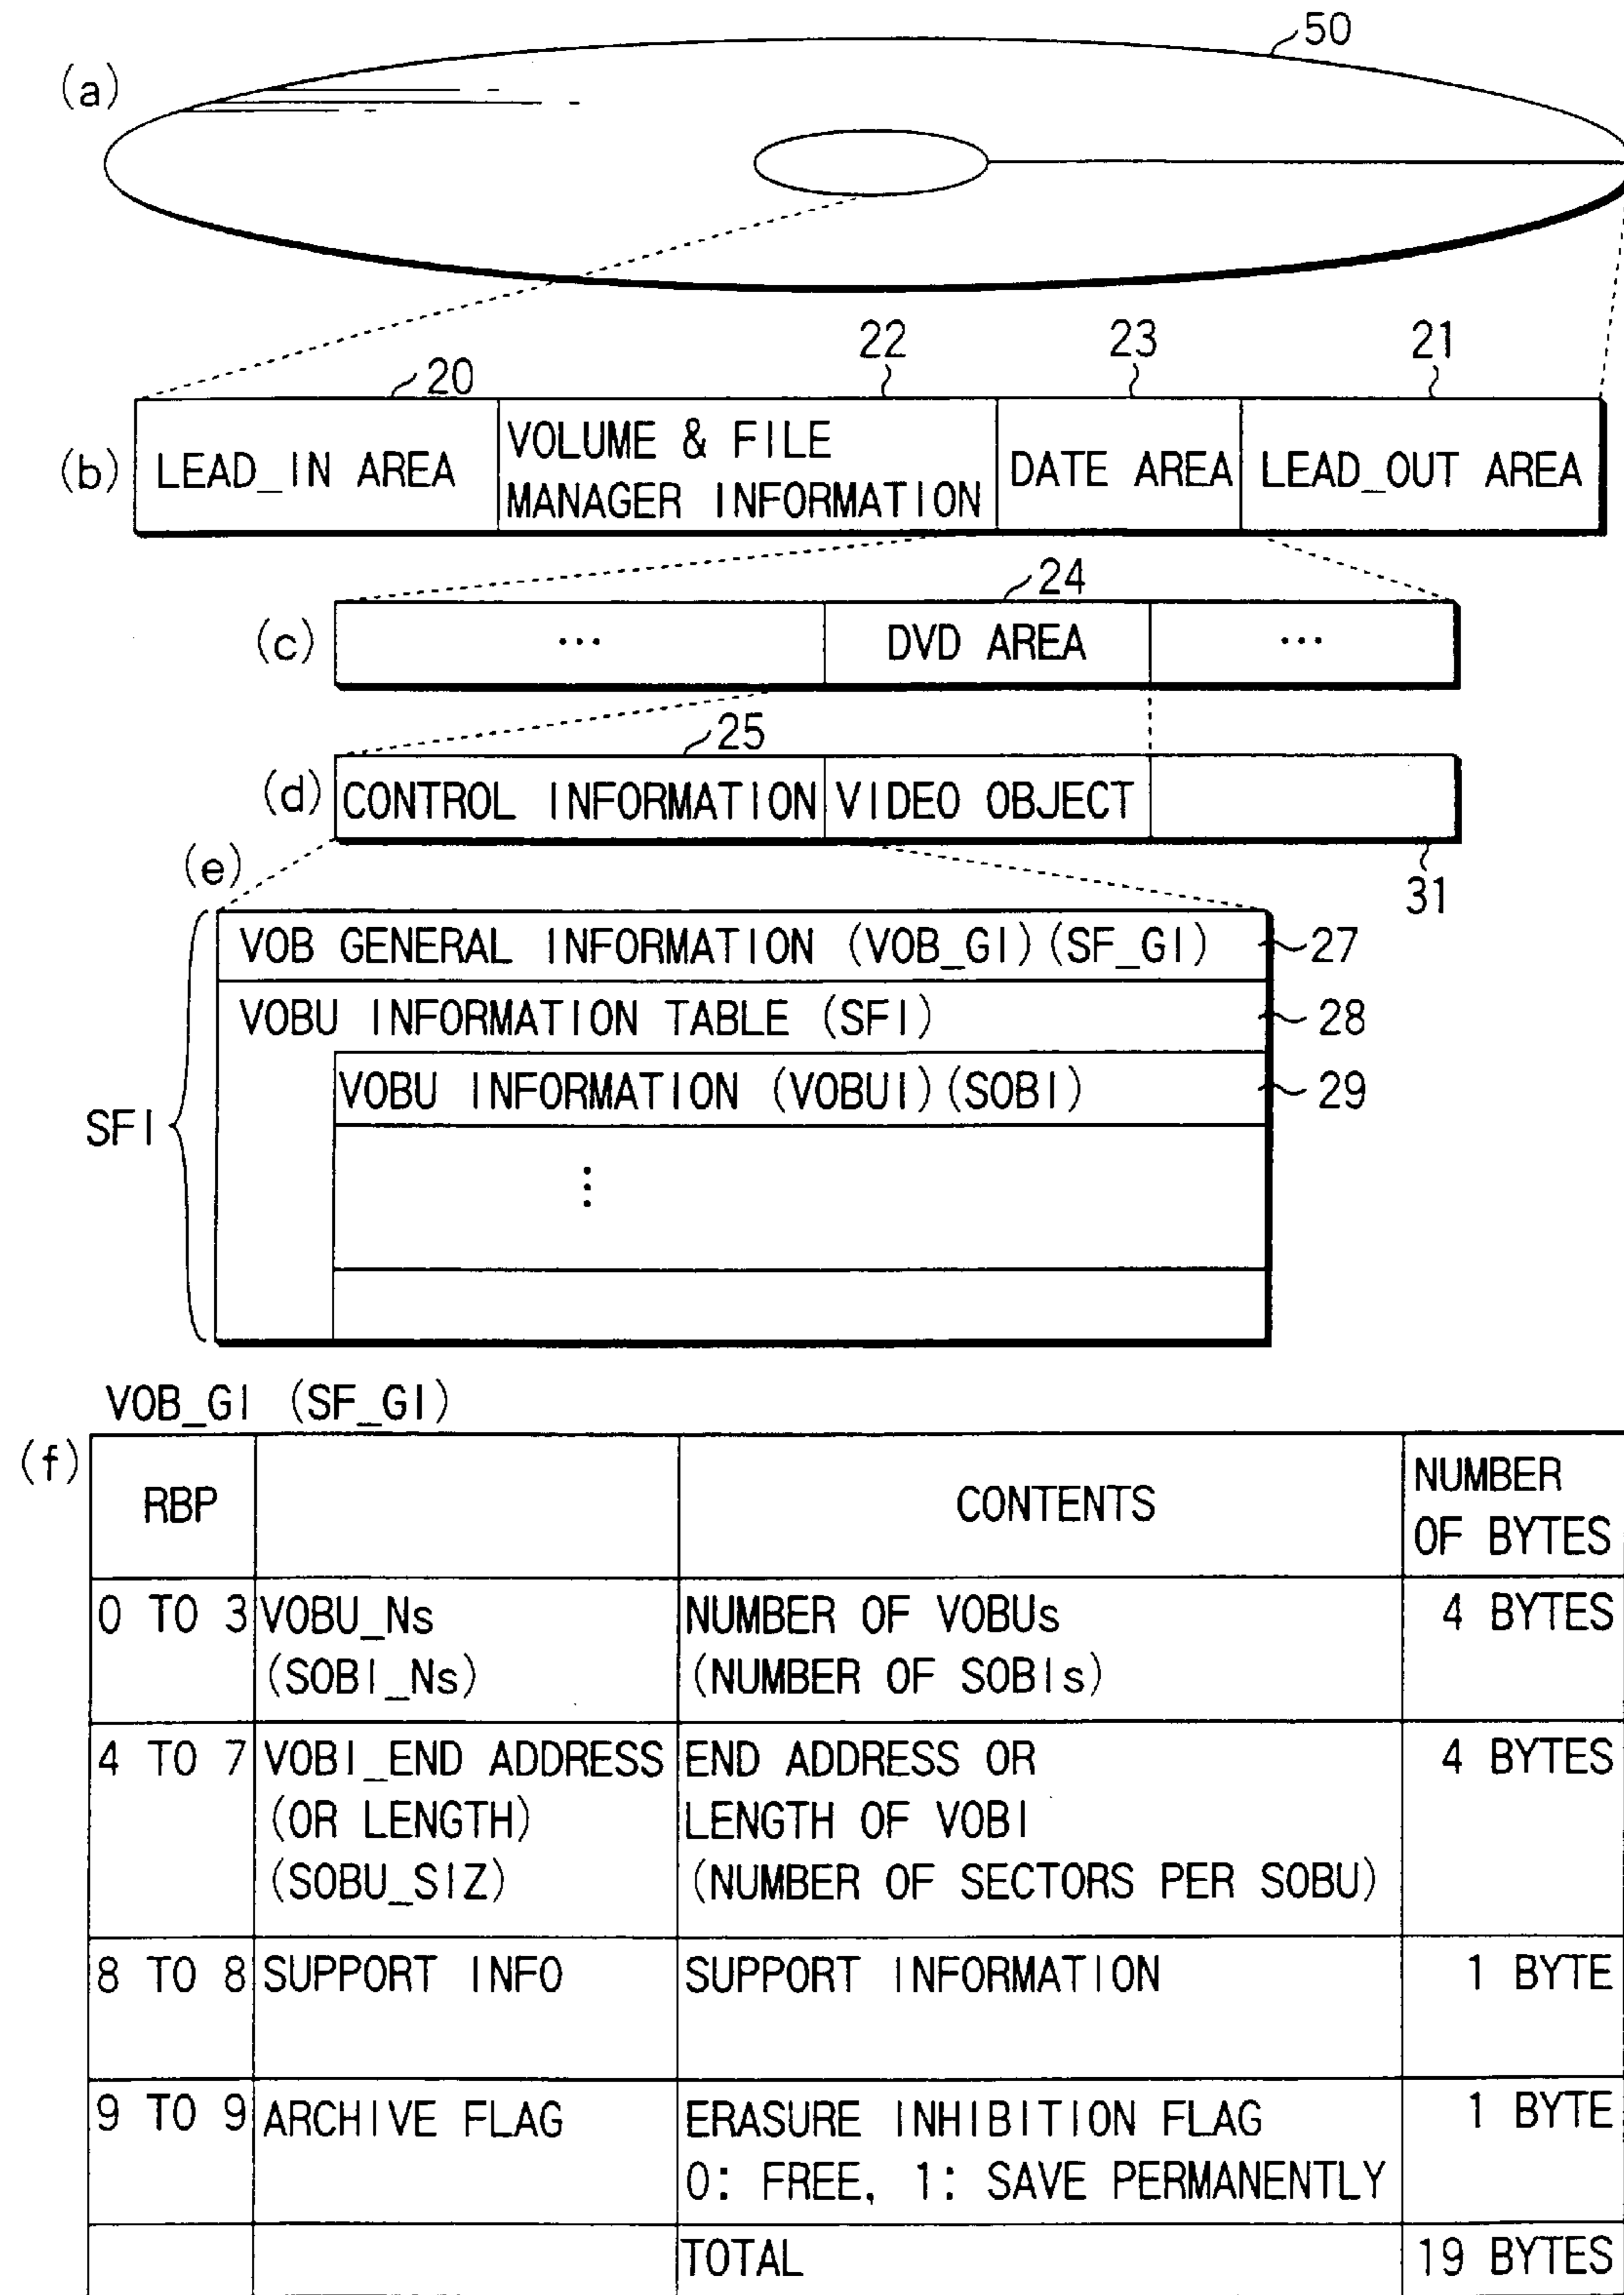 50
(a)
22
23
21
20
(b)
LEAD_IN AREA
VOLUME & FILE
MANAGER INFORMATION
DATE AREA
LEAD_OUT AREA
24
(c)
...
DVD AREA
...
25
(d)
CONTROL INFORMATION
VIDEO OBJECT
31
(e)
VOB GENERAL INFORMATION (VOB_GI)(SF_GI)
27
VOBU INFORMATION TABLE (SFI)
28
VOBU INFORMATION (VOBUI)(SOBI)
29
SFI
VOB_GI (SF_GI)
(f)
RBP
CONTENTS
NUMBER
OF BYTES
0 TO 3
VOBU_Ns
(SOBI_Ns)
NUMBER OF VOBUs
(NUMBER OF SOBIs)
4 BYTES
4 TO 7
VOBI_END ADDRESS
(OR LENGTH)
(SOBU_SIZ)
END ADDRESS OR
LENGTH OF VOBI
(NUMBER OF SECTORS PER SOBU)
4 BYTES
8 TO 8
SUPPORT INFO
SUPPORT INFORMATION
1 BYTE
9 TO 9
ARCHIVE FLAG
ERASURE INHIBITION FLAG
0: FREE, 1: SAVE PERMANENTLY
1 BYTE
TOTAL
19 BYTES